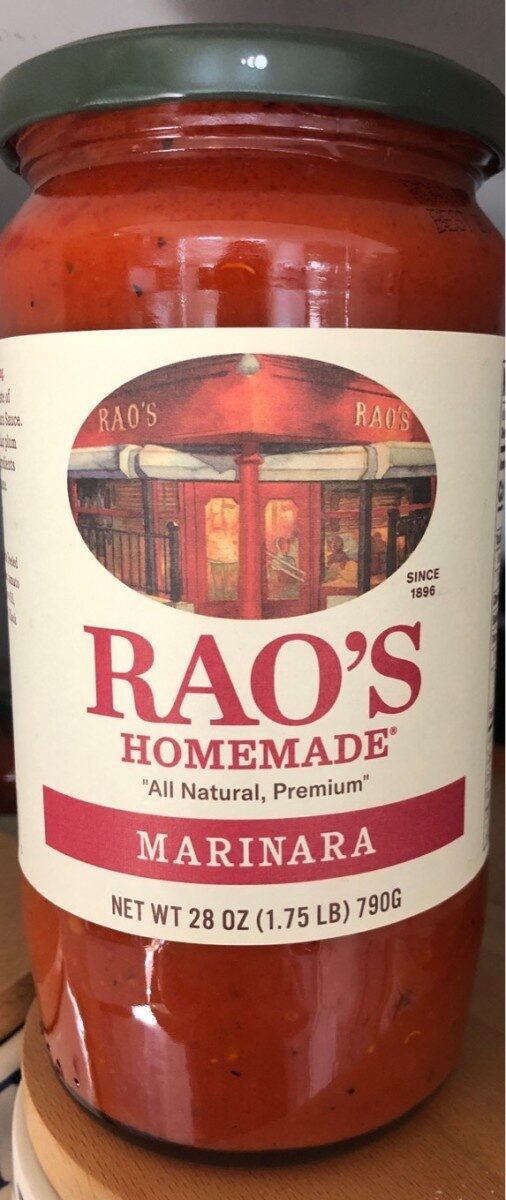 RAO'S RAO'S
SINCE
1896
RAO'S
HOMEMADE®
"All Natural, Premium"
MARINARA
NET WT 28 OZ (1.75 LB) 790G